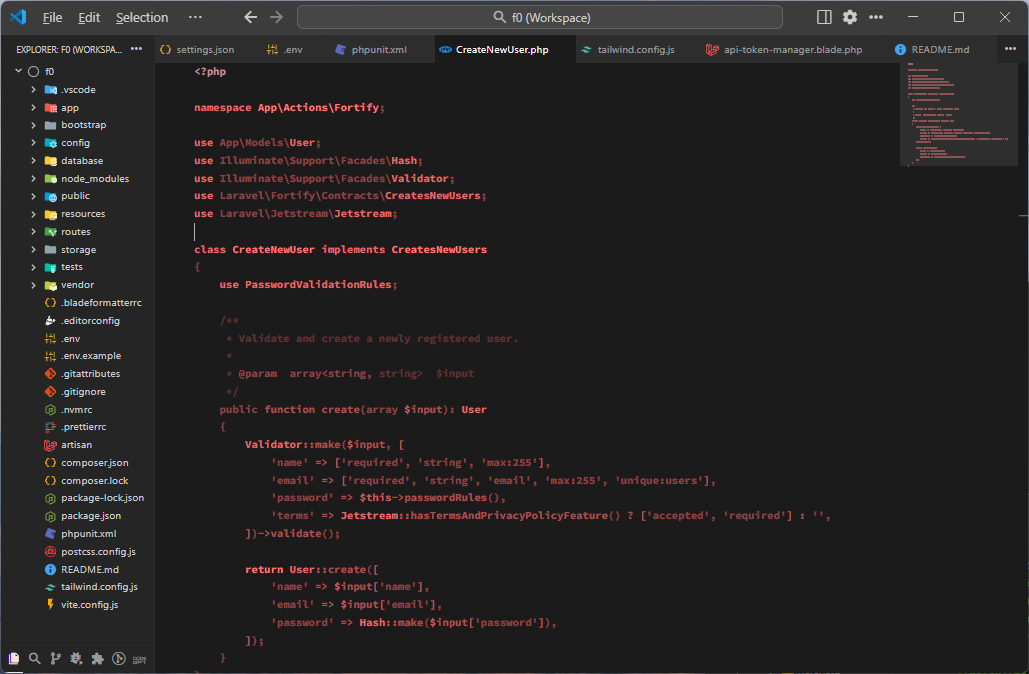 File Edit Selection ··· f0 (Workspace)
EXPLORER: F0 (WORKSPA... ···
settings.json .env phpunit.xml CreateNewUser.php tailwind.config.js api-token-manager.blade.php README.md ···
f0
.vscode
app
bootstrap
config
database
node_modules
public
resources
routes
storage
tests
vendor
.bladeformatterrc
.editorconfig
.env
.env.example
.gitattributes
.gitignore
.nvmrc
.prettierrc
artisan
composer.json
composer.lock
package-lock.json
package.json
phpunit.xml
postcss.config.js
README.md
tailwind.config.js
vite.config.js
<?php

namespace App\Actions\Fortify;

use App\Models\User;
use Illuminate\Support\Facades\Hash;
use Illuminate\Support\Facades\Validator;
use Laravel\Fortify\Contracts\CreatesNewUsers;
use Laravel\Jetstream\Jetstream;

class CreateNewUser implements CreatesNewUsers
{
    use PasswordValidationRules;

    /**
     * Validate and create a newly registered user.
     *
     * @param  array<string, string>  $input
     */
    public function create(array $input): User
    {
        Validator::make($input, [
            'name' => ['required', 'string', 'max:255'],
            'email' => ['required', 'string', 'email', 'max:255', 'unique:users'],
            'password' => $this->passwordRules(),
            'terms' => Jetstream::hasTermsAndPrivacyPolicyFeature() ? ['accepted', 'required'] : '',
        ])->validate();

        return User::create([
            'name' => $input['name'],
            'email' => $input['email'],
            'password' => Hash::make($input['password']),
        ]);
    }